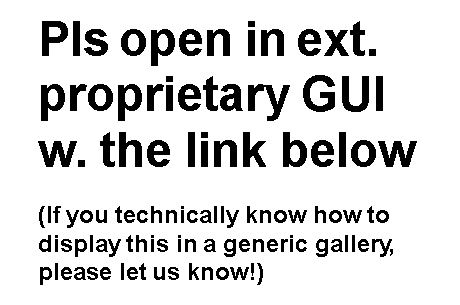 Pls open in ext.
proprietary GUI
w. the link below
(If you technically know how to
display this in a generic gallery,
please let us know!)